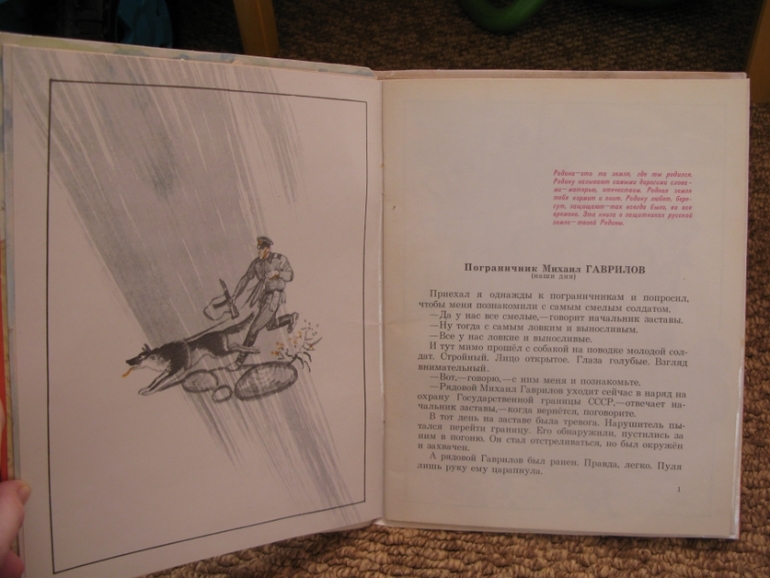 Родина—это та земля, где ты родился.
Родину называют самыми дорогими слова-
ми—матерью, отечеством. Родная земля
тебя кормит и поит. Родину любят, бере-
гут, защищают—так всегда было, во все
времена. Эта книга о защитниках русской
земли—твоей Родины.
Пограничник Михаил ГАВРИЛОВ
(наши дни)
Приехал я однажды к пограничникам и попросил,
чтобы меня познакомили с самым смелым солдатом.
—Да у нас все смелые,—говорит начальник заставы.
—Ну тогда с самым ловким и выносливым.
—Все у нас ловкие и выносливые.
И тут мимо прошёл с собакой на поводке молодой сол-
дат. Стройный. Лицо открытое. Глаза голубые. Взгляд
внимательный.
—Вот,—говорю,—с ним меня и познакомьте.
—Рядовой Михаил Гаврилов уходит сейчас в наряд на
охрану Государственной границы СССР,—отвечает на-
чальник заставы,—когда вернётся, поговорите.
В тот день на заставе была тревога. Нарушитель пы-
тался перейти границу. Его обнаружили, пустились за
ним в погоню. Он стал отстреливаться, но был окружён
и захвачен.
А рядовой Гаврилов был ранен. Правда, легко. Пуля
лишь руку ему царапнула.
1